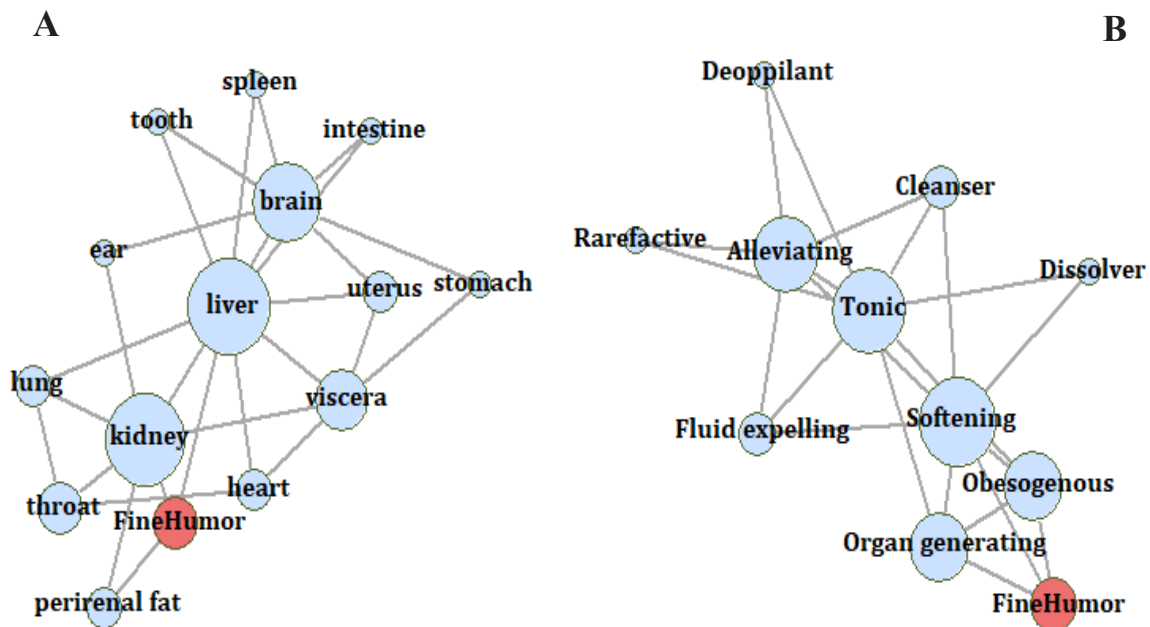 A
spleen
tooth
intestine
brain
ear
liver
uterus
stomach
lung
viscera
kidney
heart
throat
FineHumor
perirenal fat
B
Deoppilant
Cleanser
Rarefactive
Alleviating
Dissolver
Tonic
Softening
Fluid expelling
Obesogenous
Organ generating
FineHumor